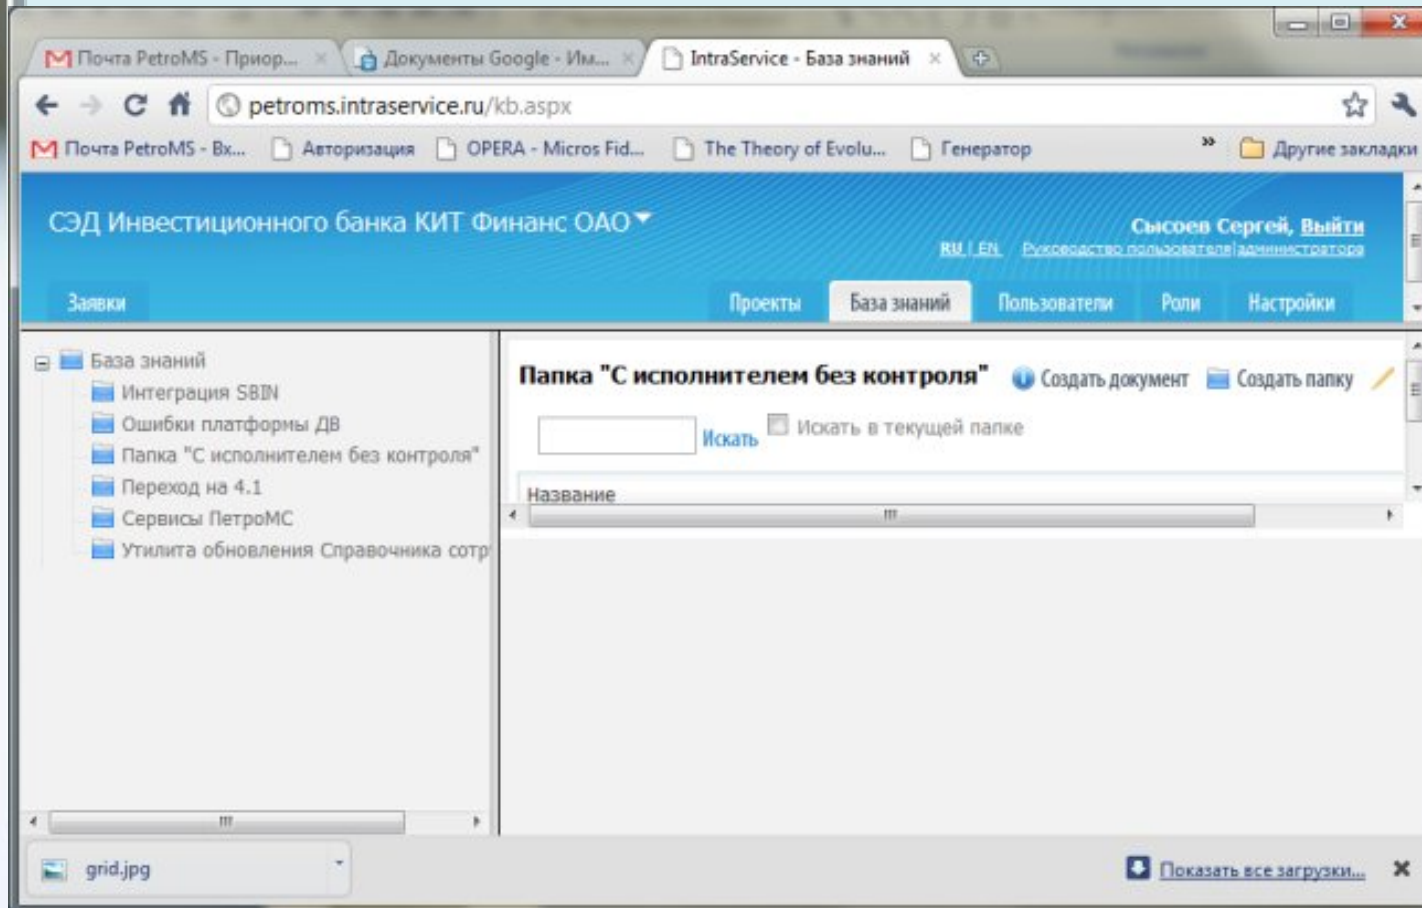 Почта PetroMS - Приор...
Документы Google - Им...
IntraService - База знаний
petroms.intraservice.ru/kb.aspx
Почта PetroMS - Вх...
Авторизация
OPERA - Micros Fid...
The Theory of Evolu...
Генератор
Другие закладки
СЭД Инвестиционного банка КИТ Финанс ОАО
Сысоев Сергей, Выйти
RU | EN Руководство пользователя|администратора
Заявки
Проекты
База знаний
Пользователи
Роли
Настройки
База знаний
Интеграция SBIN
Ошибки платформы ДВ
Папка "С исполнителем без контроля"
Переход на 4.1
Сервисы ПетроМС
Утилита обновления Справочника сотр
Папка "С исполнителем без контроля"
Создать документ
Создать папку
Искать
Искать в текущей папке
Название
grid.jpg
Показать все загрузки...